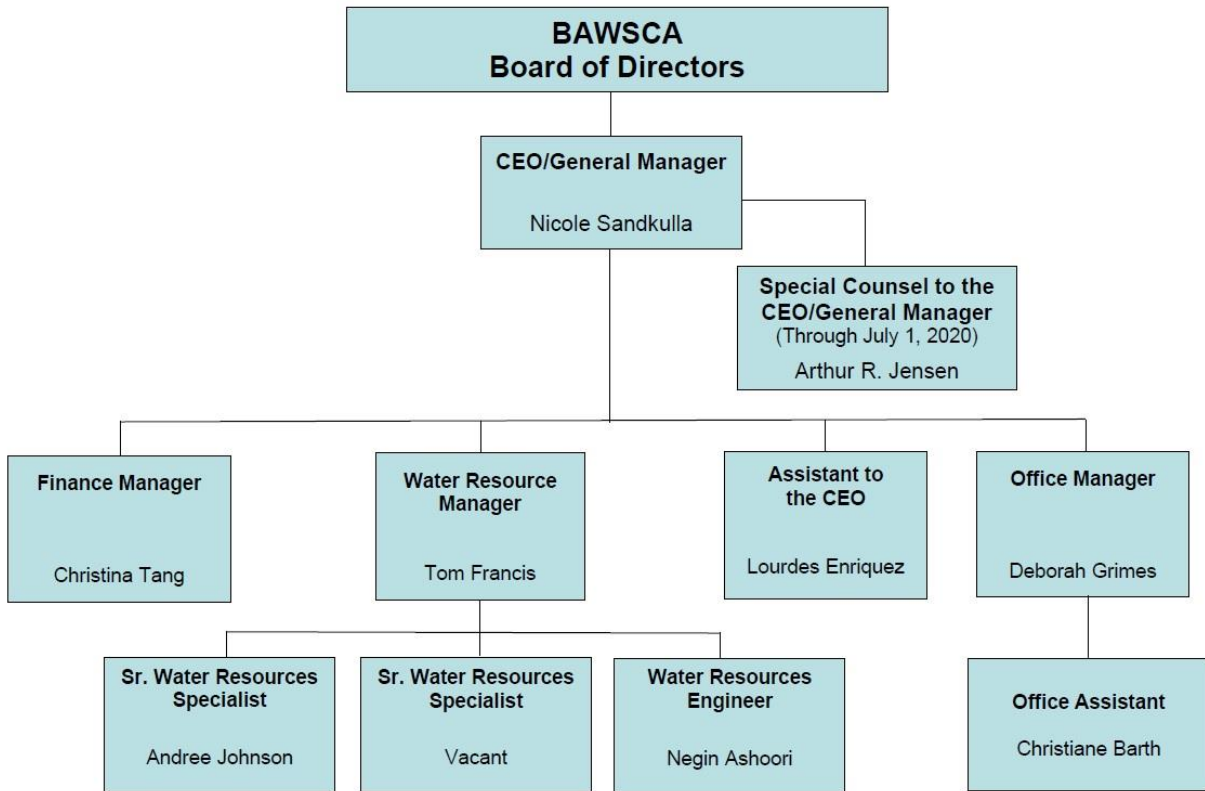 BAWSCA
Board of Directors
CEO/General Manager
Nicole Sandkulla
Special Counsel to the
CEO/General Manager
(Through July 1, 2020)
Arthur R. Jensen
Finance Manager
Christina Tang
Water Resource
Manager
Tom Francis
Assistant to
the CEO
Lourdes Enriquez
Office Manager
Deborah Grimes
Sr. Water Resources
Specialist
Andree Johnson
Sr. Water Resources
Specialist
Vacant
Water Resources
Engineer
Negin Ashoori
Office Assistant
Christiane Barth